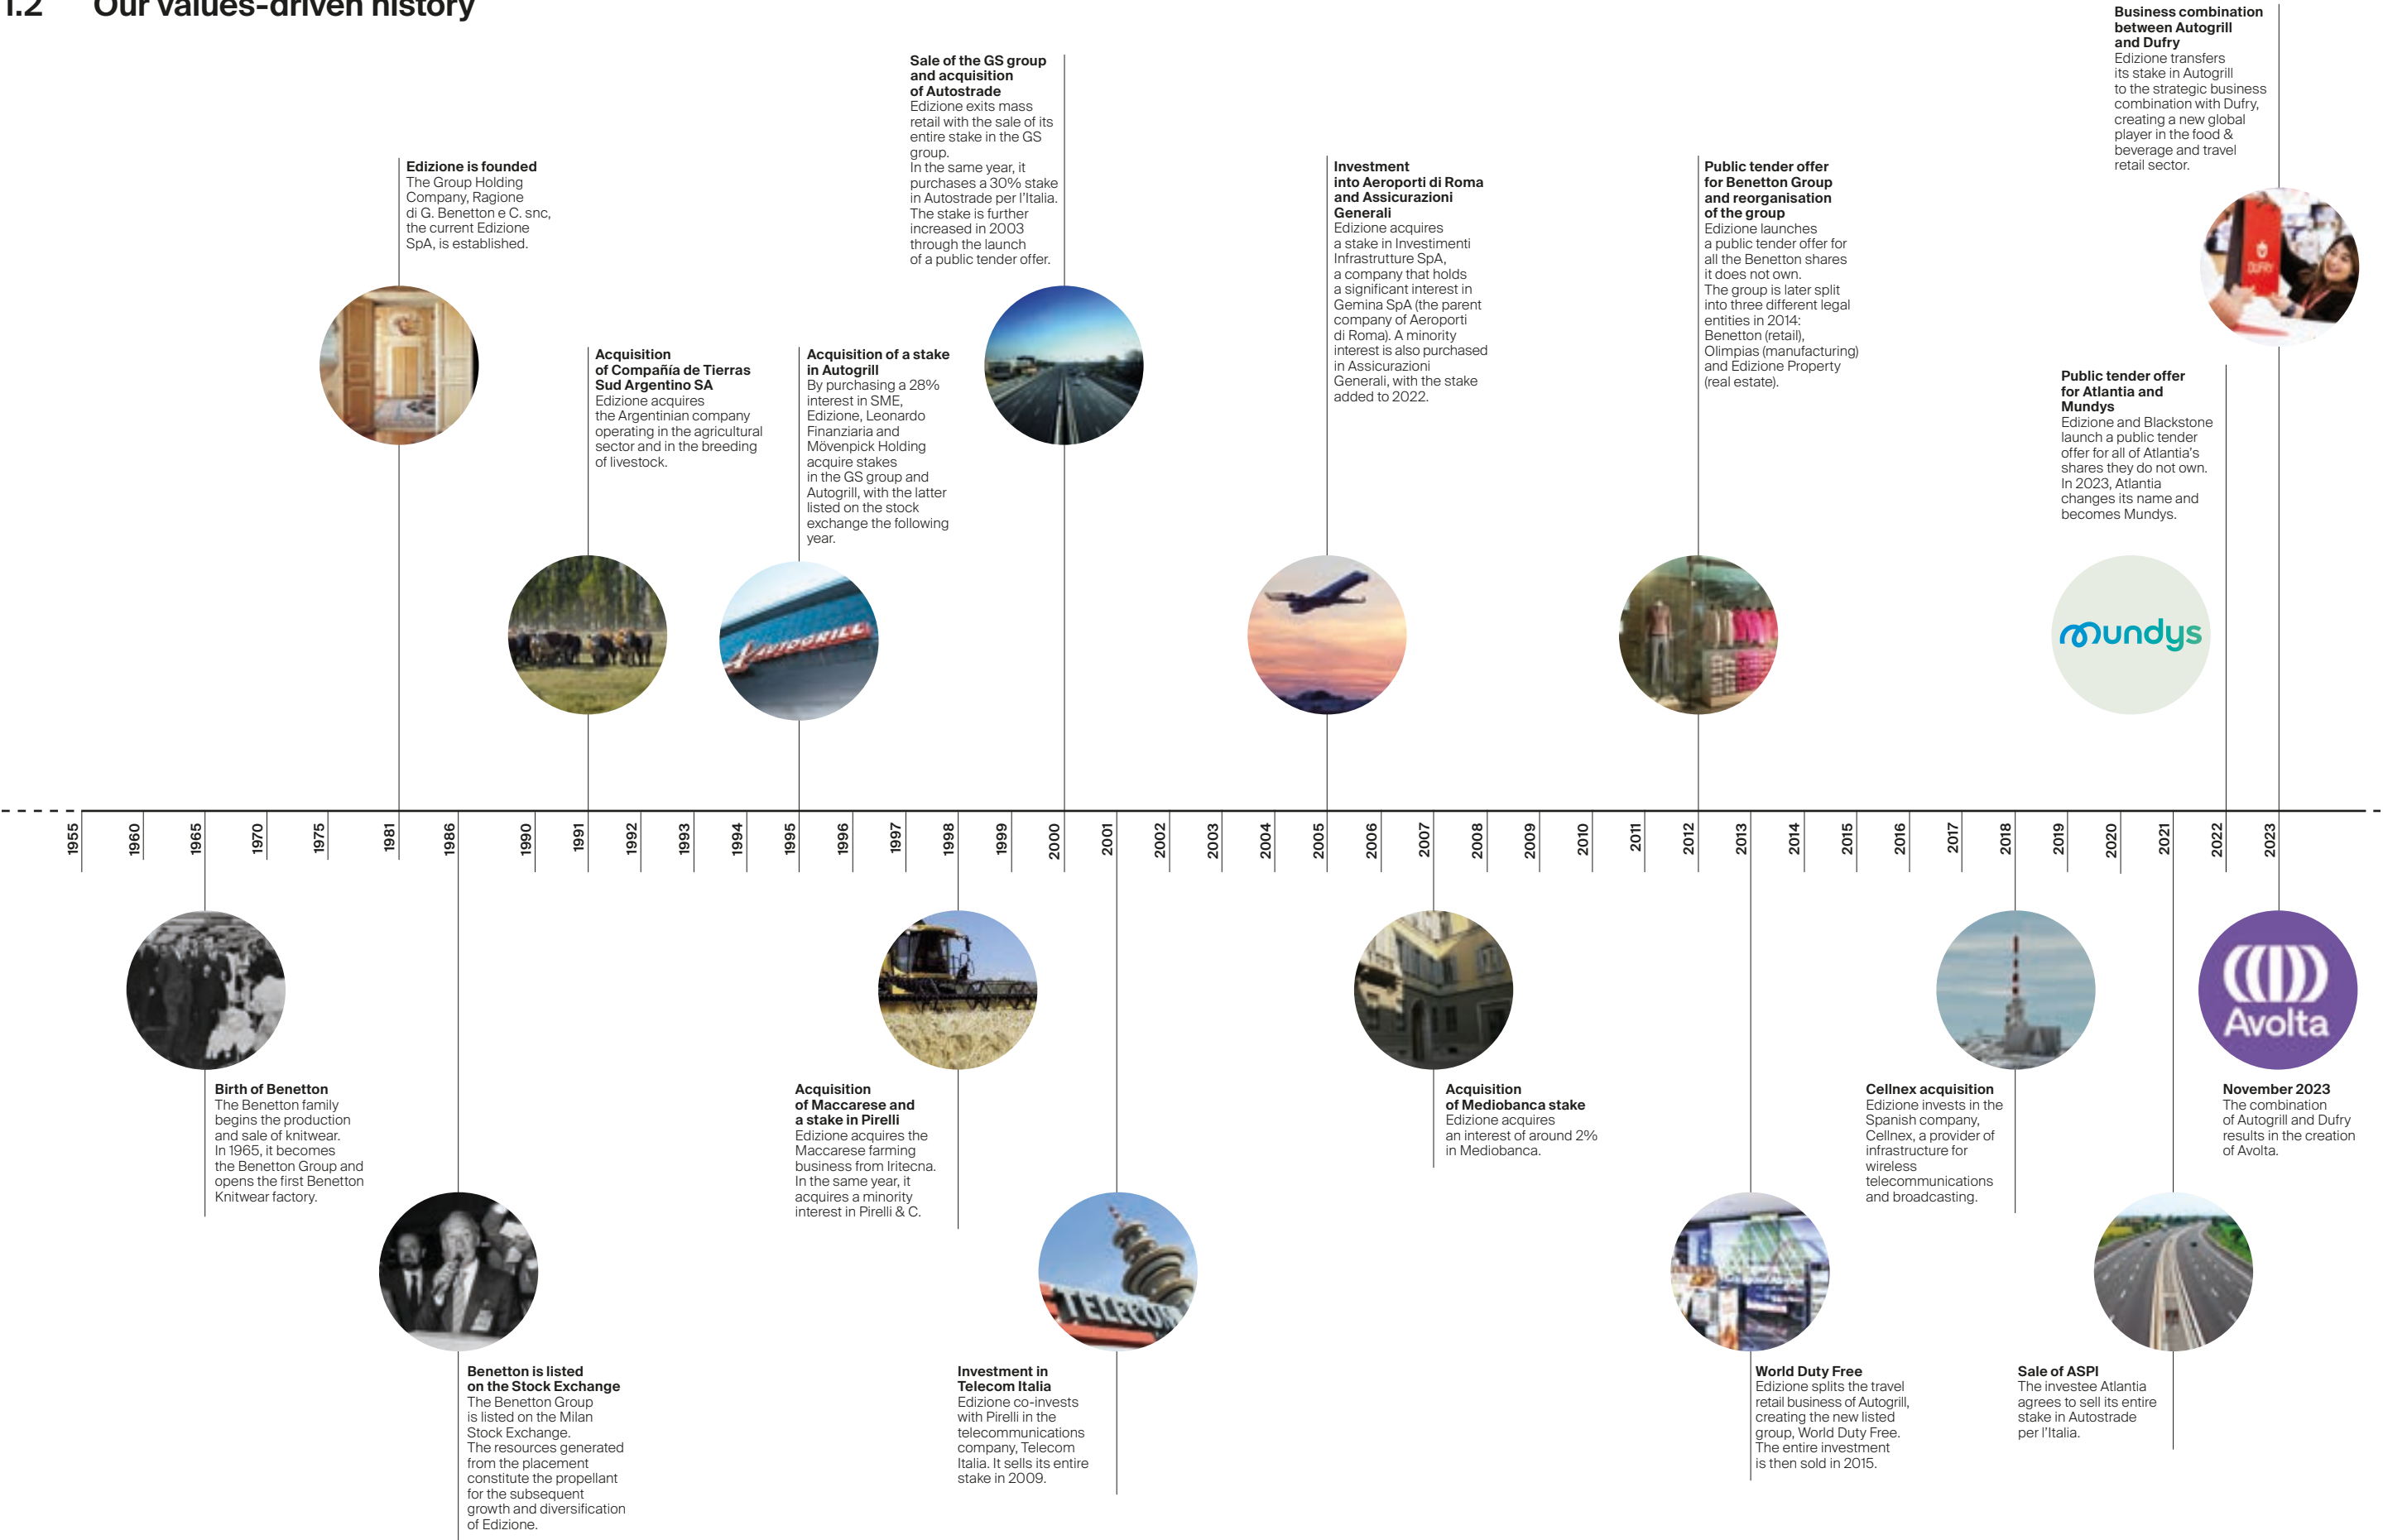 1.2 Our values-driven history
Business combination
between Autogrill
and Dufry
Edizione transfers
its stake in Autogrill
to the strategic business
combination with Dufry,
creating a new global
player in the food &
beverage and travel
retail sector.
Sale of the GS group
and acquisition
of Autostrade
Edizione exits mass
retail with the sale of its
entire stake in the GS
group.
In the same year, it
purchases a 30% stake
in Autostrade per l'Italia.
The stake is further
increased in 2003
through the launch
of a public tender offer.
Edizione is founded
The Group Holding
Company, Ragione
di G. Benetton e C. snc,
the current Edizione
SpA, is established.
Investment
into Aeroporti di Roma
and Assicurazioni
Generali
Edizione acquires
a stake in Investimenti
Infrastrutture SpA,
a company that holds
a significant interest in
Gemina SpA (the parent
company of Aeroporti
di Roma). A minority
interest is also purchased
in Assicurazioni
Generali, with the stake
added to 2022.
Public tender offer
for Benetton Group
and reorganisation
of the group
Edizione launches
a public tender offer for
all the Benetton shares
it does not own.
The group is later split
into three different legal
entities in 2014:
Benetton (retail),
Olimpias (manufacturing)
and Edizione Property
(real estate).
DUFRY
Acquisition
of Compañía de Tierras
Sud Argentino SA
Edizione acquires
the Argentinian company
operating in the agricultural
sector and in the breeding
of livestock.
Acquisition of a stake
in Autogrill
By purchasing a 28%
interest in SME,
Edizione, Leonardo
Finanziaria and
Mövenpick Holding
acquire stakes
in the GS group and
Autogrill, with the latter
listed on the stock
exchange the following
year.
Public tender offer
for Atlantia and
Mundys
Edizione and Blackstone
launch a public tender
offer for all of Atlantia's
shares they do not own.
In 2023, Atlantia
changes its name and
becomes Mundys.
AUTOGRILL
mundys
1955
1960
1965
1970
1975
1981
1986
1990
1991
1992
1993
1994
1995
1996
1997
1998
1999
2000
2001
2002
2003
2004
2005
2006
2007
2008
2009
2010
2011
2012
2013
2014
2015
2016
2017
2018
2019
2020
2021
2022
2023
Avolta
Birth of Benetton
The Benetton family
begins the production
and sale of knitwear.
In 1965, it becomes
the Benetton Group and
opens the first Benetton
Knitwear factory.
Acquisition
of Maccarese and
a stake in Pirelli
Edizione acquires the
Maccarese farming
business from Iritecna.
In the same year, it
acquires a minority
interest in Pirelli & C.
Acquisition
of Mediobanca stake
Edizione acquires
an interest of around 2%
in Mediobanca.
Cellnex acquisition
Edizione invests in the
Spanish company,
Cellnex, a provider of
infrastructure for
wireless
telecommunications
and broadcasting.
November 2023
The combination
of Autogrill and Dufry
results in the creation
of Avolta.
TELECOM
Benetton is listed
on the Stock Exchange
The Benetton Group
is listed on the Milan
Stock Exchange.
The resources generated
from the placement
constitute the propellant
for the subsequent
growth and diversification
of Edizione.
Investment in
Telecom Italia
Edizione co-invests
with Pirelli in the
telecommunications
company, Telecom
Italia. It sells its entire
stake in 2009.
World Duty Free
Edizione splits the travel
retail business of Autogrill,
creating the new listed
group, World Duty Free.
The entire investment
is then sold in 2015.
Sale of ASPI
The investee Atlantia
agrees to sell its entire
stake in Autostrade
per l'Italia.